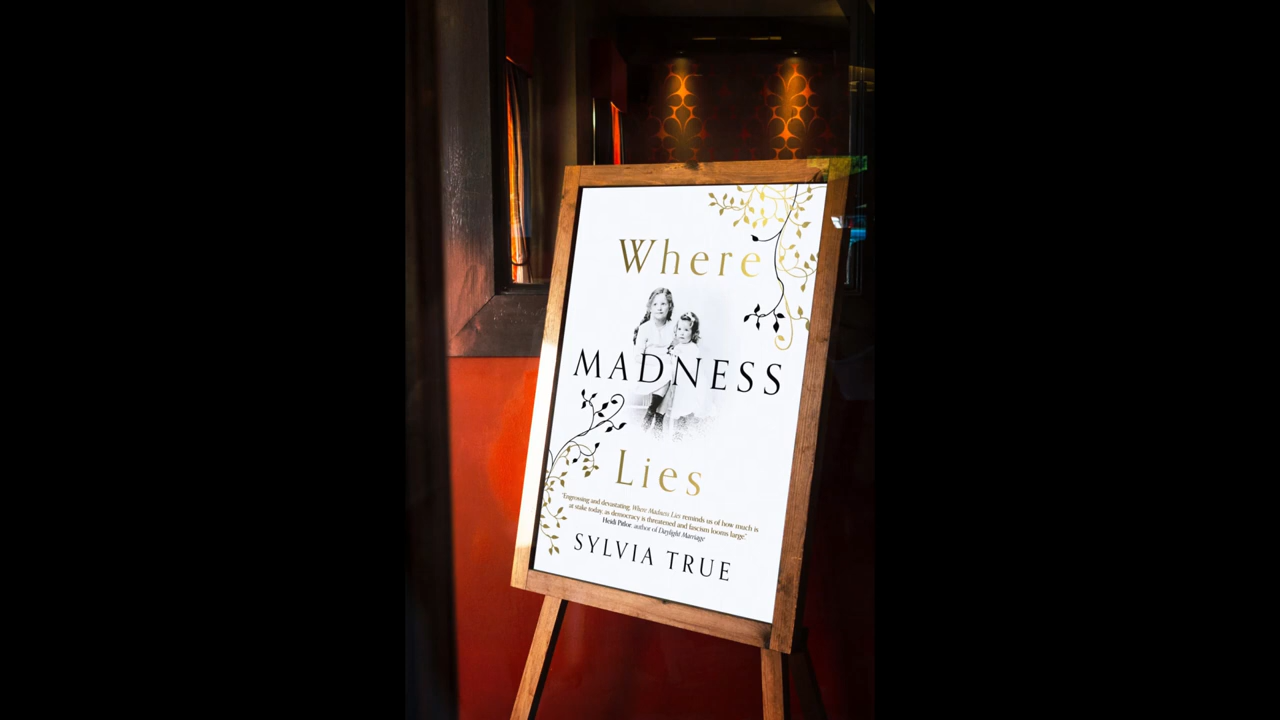 Where
MADNESS
Lies
"Engrossing and devastating, Where Madness Lies reminds us of how much is
at stake today, as democracy is threatened and fascism looms large."
Heidi Pitlor, author of Daylight Marriage
SYLVIA TRUE